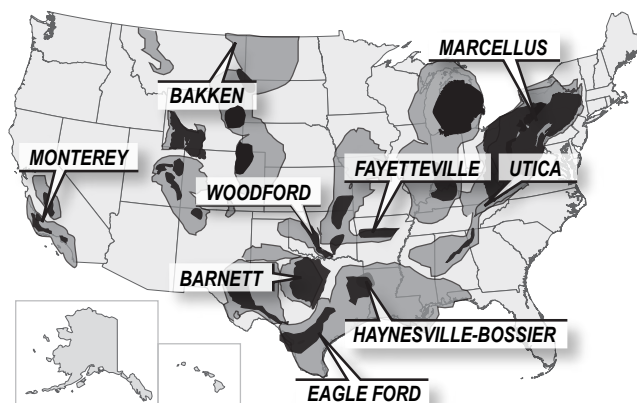 MARCELLUS
BAKKEN
MONTEREY
FAYETTEVILLE
UTICA
WOODFORD
BARNETT
HAYNESVILLE-BOSSIER
EAGLE FORD